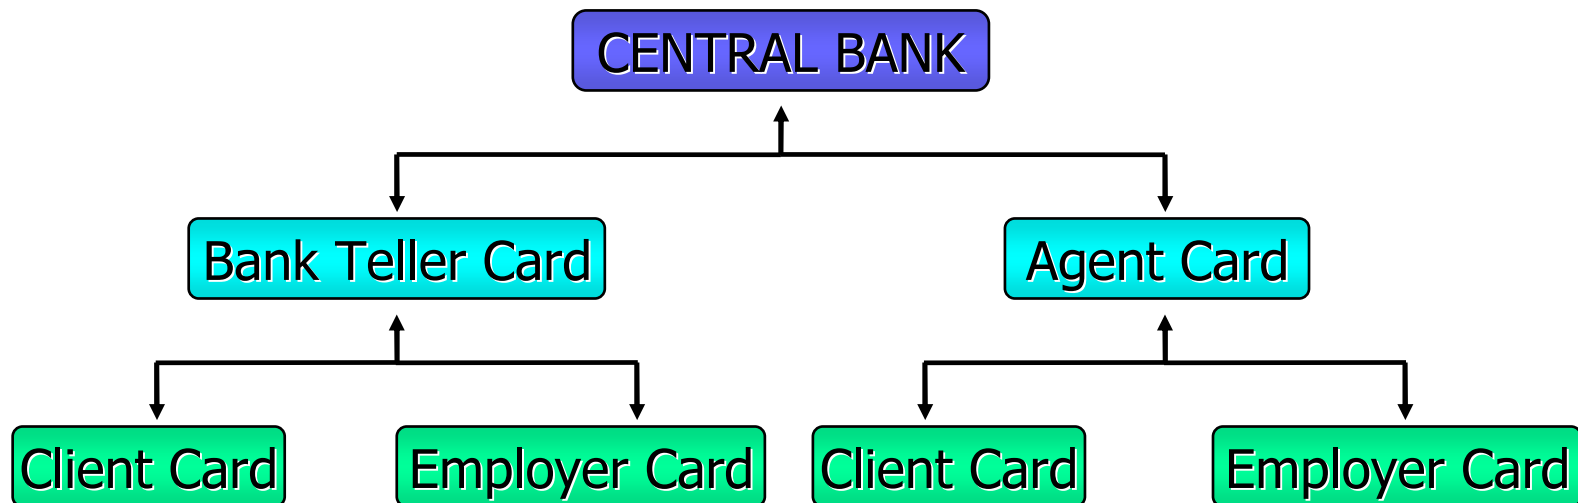 CENTRAL BANK
Bank Teller Card
Agent Card
Client Card
Employer Card
Client Card
Employer Card